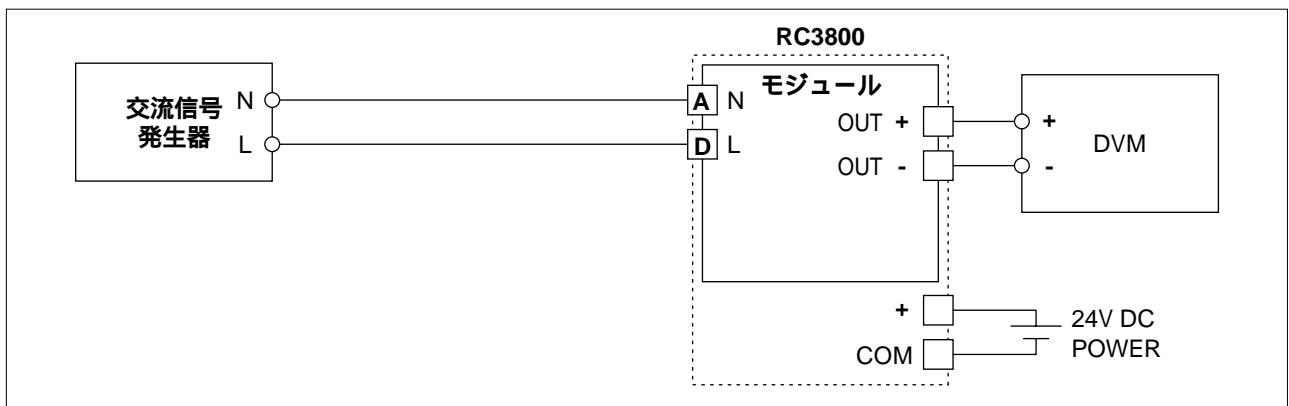 RC3800
交流信号
発生器
N
L
A
N
D
L
モジュール
OUT +
OUT -
+
-
DVM
+
COM
24V DC
POWER